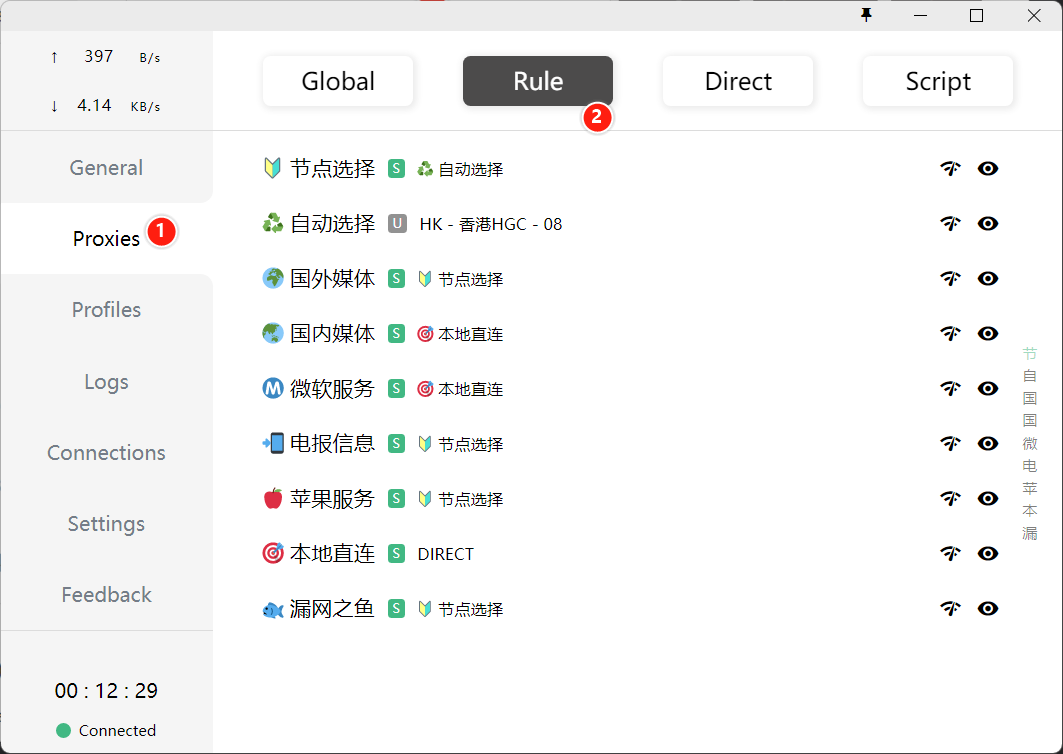 ↑ 397 B/s
↓ 4.14 KB/s
General
Proxies 1
Profiles
Logs
Connections
Settings
Feedback
00 : 12 : 29
Connected
Global Rule Direct Script
2
节点选择 S 自动选择
自动选择 U HK - 香港HGC - 08
国外媒体 S 节点选择
国内媒体 S 本地直连
M 微软服务 S 本地直连
电报信息 S 节点选择
苹果服务 S 节点选择
本地直连 S DIRECT
漏网之鱼 S 节点选择
节
自
国
国
微
电
苹
本
漏